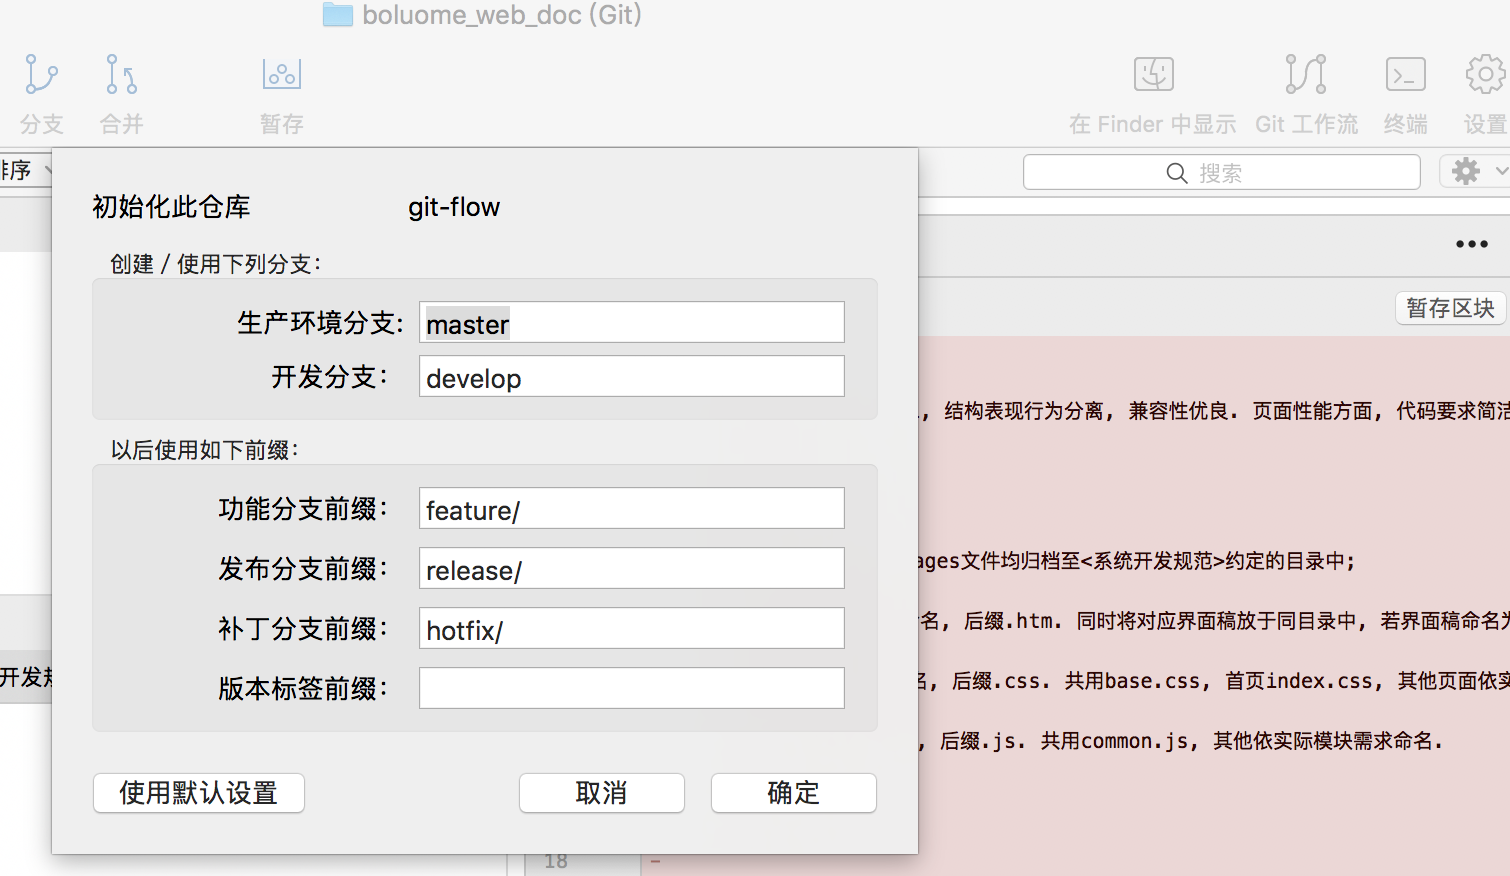 boluome_web_doc (Git)
分支
合并
暂存
在 Finder 中显示
Git 工作流
终端
设置
排序
搜索
初始化此仓库
git-flow
创建 / 使用下列分支:
生产环境分支:
master
开发分支:
develop
以后使用如下前缀:
功能分支前缀:
feature/
发布分支前缀:
release/
补丁分支前缀:
hotfix/
版本标签前缀:
使用默认设置
取消
确定
暂存区块
, 结构表现行为分离, 兼容性优良. 页面性能方面, 代码要求简洁
ages文件均归档至<系统开发规范>约定的目录中;
名, 后缀.htm. 同时将对应界面稿放于同目录中, 若界面稿命名为
名, 后缀.css. 共用base.css, 首页index.css, 其他页面依实
, 后缀.js. 共用common.js, 其他依实际模块需求命名.
开发规
18
-